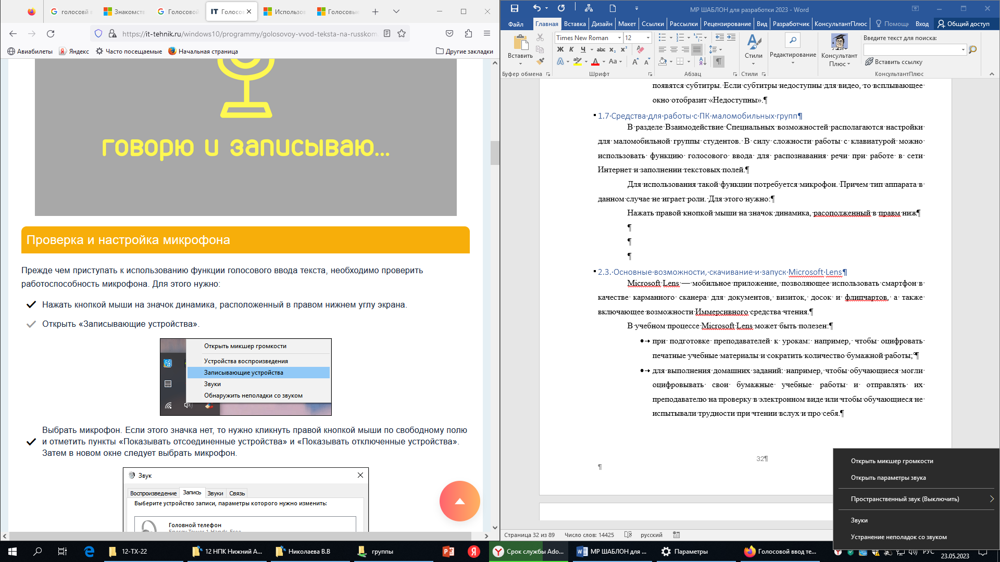 голосовй в
Знакомств
Голосовой
IT Голосов
Использов
Голосовые
https://it-tehnik.ru/windows10/programmy/golosovoy-vvod-teksta-na-russkom
Авиабилеты
Яндекс
Часто посещаемые
Начальная страница
Другие закладки
говорю и записываю...
Проверка и настройка микрофона
Прежде чем приступать к использованию функции голосового ввода текста, необходимо проверить
работоспособность микрофона. Для этого нужно:
Нажать кнопкой мыши на значок динамика, расположенный в правом нижнем углу экрана.
Открыть «Записывающие устройства».
Открыть микшер громкости
Устройства воспроизведения
Записывающие устройства
Звуки
Обнаружить неполадки со звуком
Выбрать микрофон. Если этого значка нет, то нужно кликнуть правой кнопкой мыши по свободному полю
и отметить пункты «Показывать отсоединенные устройства» и «Показывать отключенные устройства».
Затем в новом окне следует выбрать микрофон.
Звук
Воспроизведение Запись Звуки Связь
Выберите устройство записи, параметры которого нужно изменить:
Головной телефон
Energy Tower 1 Hands-Free
МР ШАБЛОН для разработки 2023 - Word
Файл Главная Вставка Дизайн Макет Ссылки Рассылки Рецензирование Вид Разработчик КонсультантПлюс Помощн Вход Общий доступ
Times New Roman 12
Вставить
Ж К Ч abc x₂ x²
Стили
Редактирование
Консультант
Плюс
Введите текст для поиска:
Вставить ссылку
Буфер обмена Шрифт Абзац Стили КонсультантПлюс
появятся субтитры. Если субтитры недоступны для видео, то всплывающее
окно отобразит «Недоступны».¶
1.7 Средства для работы с ПК маломобильных групп¶
В разделе Взаимодействие Специальных возможностей располагаются настройки
для маломобильной группы студентов. В силу сложности работы с клавиатурой можно
использовать функцию голосового ввода для распознавания речи при работе в сети
Интернет и заполнении текстовых полей.¶
Для использования такой функции потребуется микрофон. Причем тип аппарата в
данном случае не играет роли. Для этого нужно:¶
Нажать правой кнопкой мыши на значок динамика, расополженный в правм ниж¶
¶
¶
¶
2.3. Основные возможности, скачивание и запуск Microsoft Lens¶
Microsoft Lens — мобильное приложение, позволяющее использовать смартфон в
качестве карманного сканера для документов, визиток, досок и флипчартов, а также
включающее возможности Иммерсивного средства чтения.¶
В учебном процессе Microsoft Lens может быть полезен:¶
● при подготовке преподавателей к урокам: например, чтобы оцифровать
печатные учебные материалы и сократить количество бумажной работы;°¶
● для выполнения домашних заданий: например, чтобы обучающиеся могли
оцифровывать свои бумажные учебные работы и отправлять их
преподавателю на проверку в электронном виде или чтобы обучающиеся не
испытывали трудности при чтении вслух и про себя.¶
32¶
¶
Открыть микшер громкости
Открыть параметры звука
Пространственный звук (Выключить)
Звуки
Устранение неполадок со звуком
Страница 32 из 89 Число слов: 14425 русский
12-ТХ-22
12 НПК Нижний А...
Николаева В.В
группы
Срок службы Ado...
МР ШАБЛОН для ...
Параметры
Голосовой ввод те...
РУС
23.05.2023